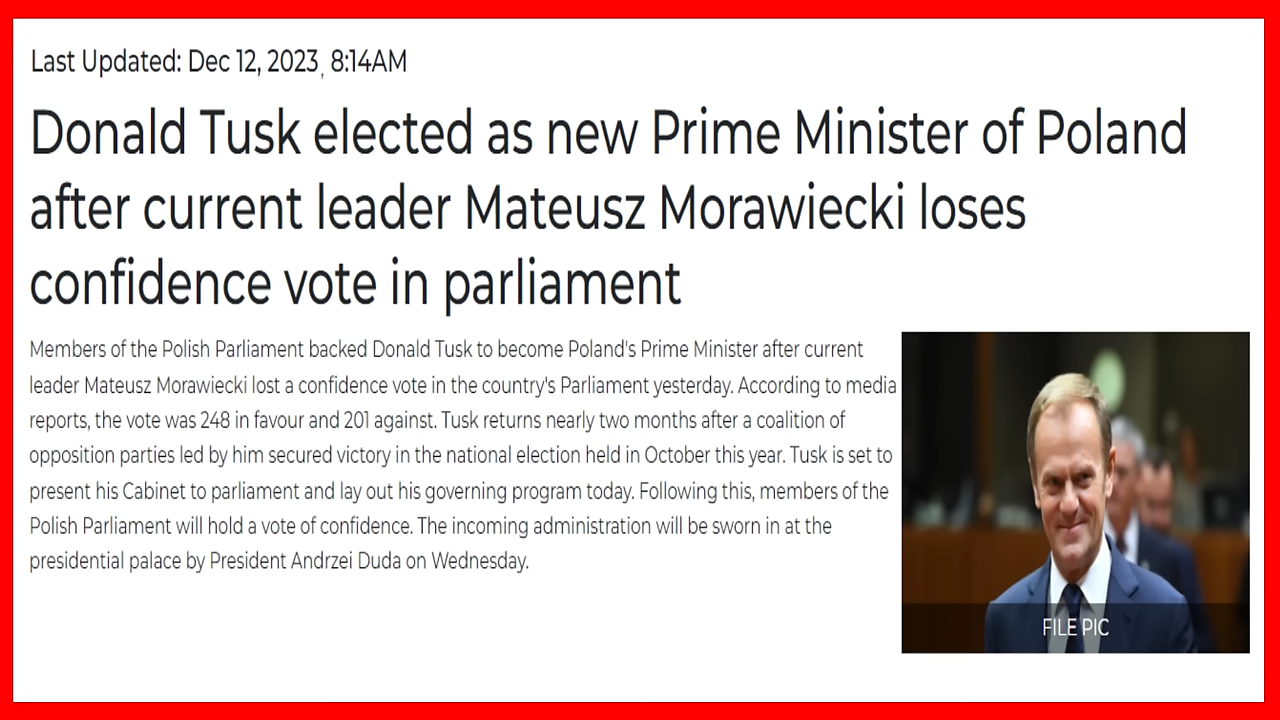 Last Updated: Dec 12, 2023, 8:14AM
Donald Tusk elected as new Prime Minister of Poland
after current leader Mateusz Morawiecki loses
confidence vote in parliament
Members of the Polish Parliament backed Donald Tusk to become Poland's Prime Minister after current
leader Mateusz Morawiecki lost a confidence vote in the country's Parliament yesterday. According to media
reports, the vote was 248 in favour and 201 against. Tusk returns nearly two months after a coalition of
opposition parties led by him secured victory in the national election held in October this year. Tusk is set to
present his Cabinet to parliament and lay out his governing program today. Following this, members of the
Polish Parliament will hold a vote of confidence. The incoming administration will be sworn in at the
presidential palace by President Andrzei Duda on Wednesday.
FILE PIC